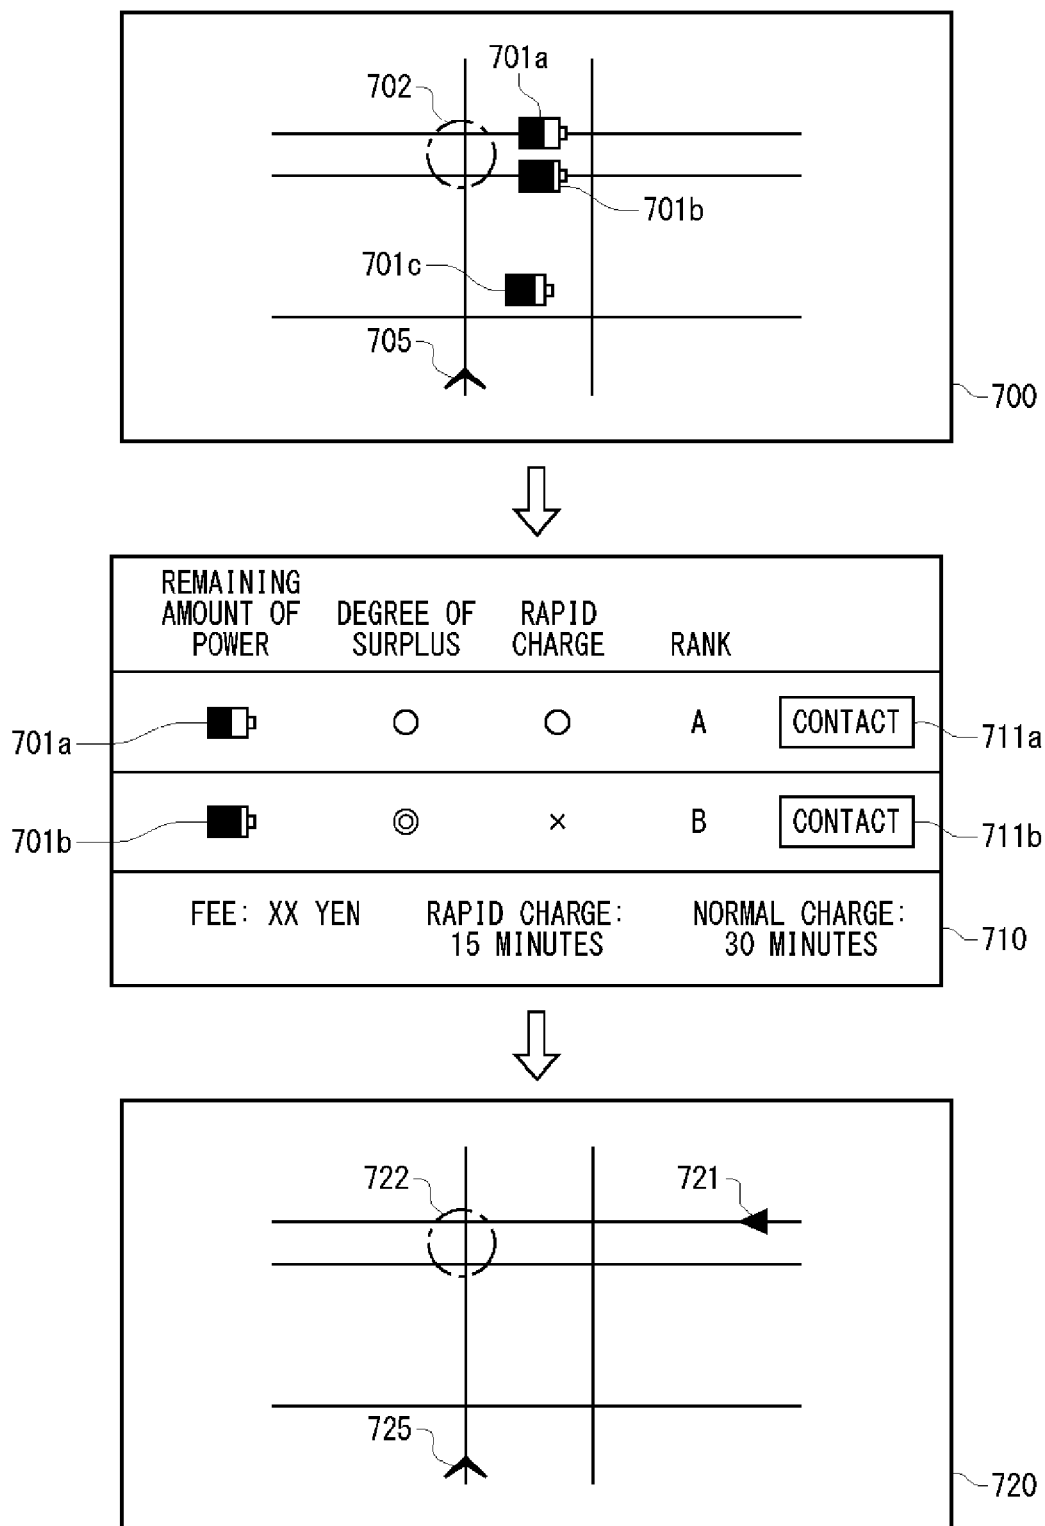 701a
702
701b
701c
705
700
REMAINING
AMOUNT OF
POWER
DEGREE OF
SURPLUS
RAPID
CHARGE
RANK
701a
○
○
A
CONTACT
711a
701b
◎
×
B
CONTACT
711b
FEE: XX YEN
RAPID CHARGE:
15 MINUTES
NORMAL CHARGE:
30 MINUTES
710
722
721
725
720